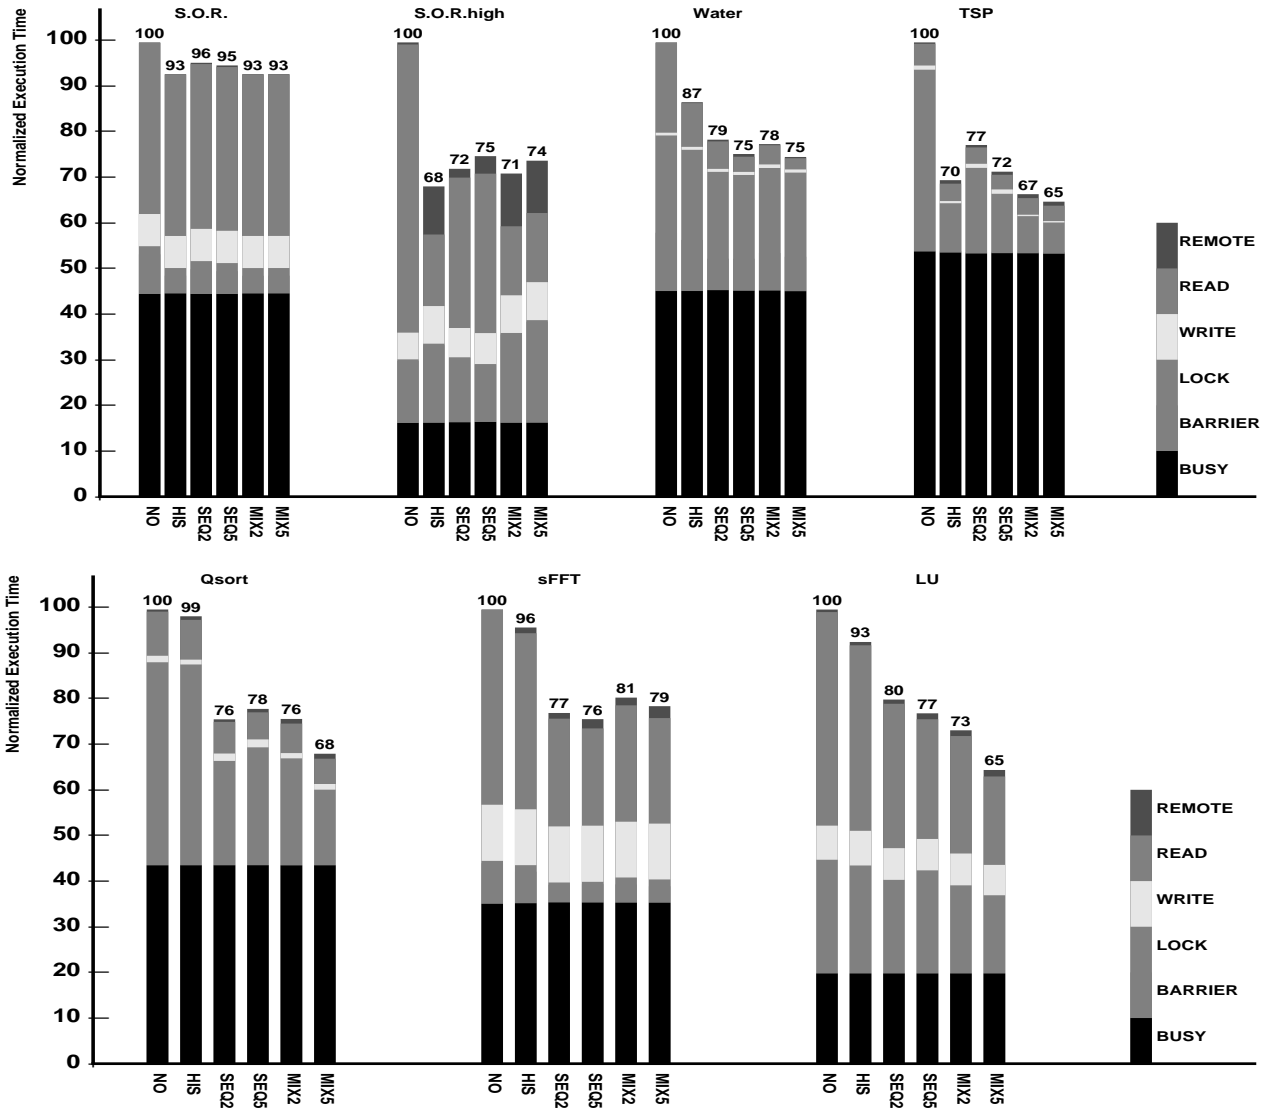 S.O.R. S.O.R.high Water TSP
Normalized Execution Time
100
90
80
70
60
50
40
30
20
10
0
100 93 96 95 93 93
100 68 72 75 71 74
100 87 79 75 78 75
100 70 77 72 67 65
REMOTE
READ
WRITE
LOCK
BARRIER
BUSY
NO HIS SEQ2 SEQ5 MIX2 MIX5
NO HIS SEQ2 SEQ5 MIX2 MIX5
NO HIS SEQ2 SEQ5 MIX2 MIX5
NO HIS SEQ2 SEQ5 MIX2 MIX5
Qsort sFFT LU
Normalized Execution Time
100
90
80
70
60
50
40
30
20
10
0
100 99 76 78 76 68
100 96 77 76 81 79
100 93 80 77 73 65
REMOTE
READ
WRITE
LOCK
BARRIER
BUSY
NO HIS SEQ2 SEQ5 MIX2 MIX5
NO HIS SEQ2 SEQ5 MIX2 MIX5
NO HIS SEQ2 SEQ5 MIX2 MIX5